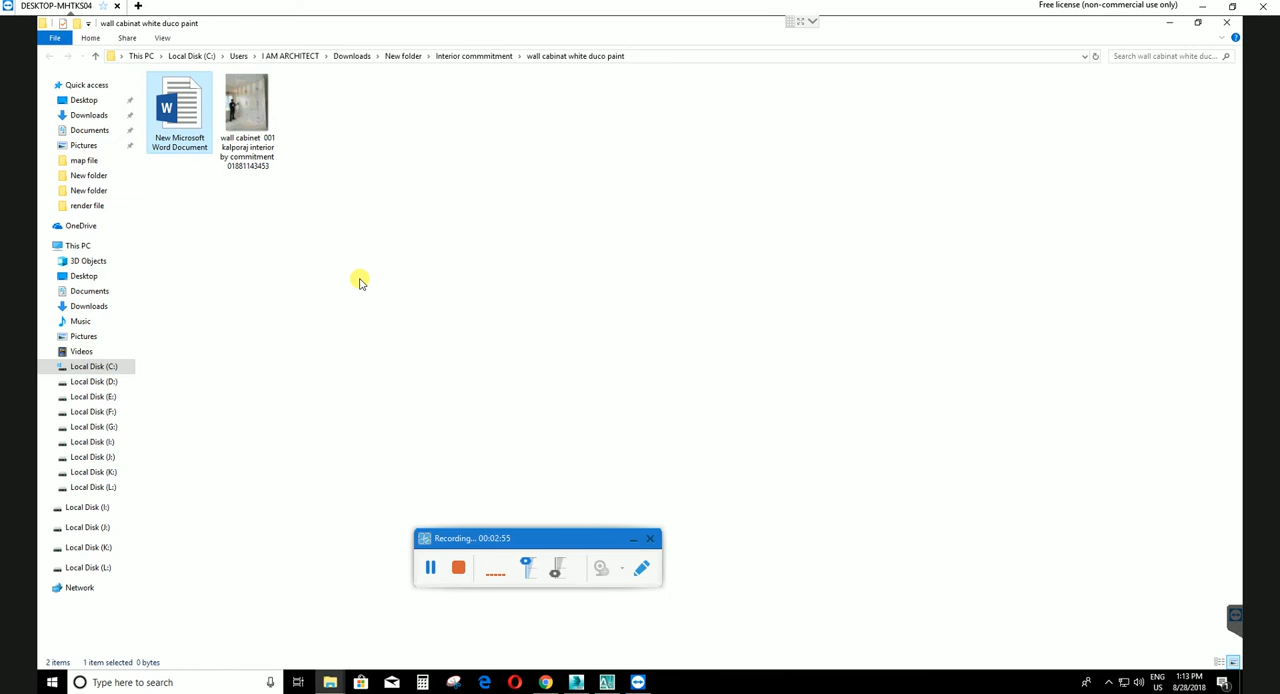 DESKTOP-MHTKS04
Free license (non-commercial use only)
wall cabinat white duco paint
File Home Share View
This PC Local Disk (C:) Users I AM ARCHITECT Downloads New folder Interior commmitment wall cabinat white duco paint
Search wall cabinat white duc...
Quick access
Desktop
Downloads
Documents
Pictures
map file
New folder
New folder
render file
OneDrive
This PC
3D Objects
Desktop
Documents
Downloads
Music
Pictures
Videos
Local Disk (C:)
Local Disk (D:)
Local Disk (E:)
Local Disk (F:)
Local Disk (G:)
Local Disk (I:)
Local Disk (J:)
Local Disk (K:)
Local Disk (L:)
Local Disk (I:)
Local Disk (J:)
Local Disk (K:)
Local Disk (L:)
Network
W
New Microsoft
Word Document
wall cabinet 001
kalporaj interior
by commitment
01881143453
Recording... 00:02:55
2 items 1 item selected 0 bytes
Type here to search
ENG
US
1:13 PM
8/28/2018